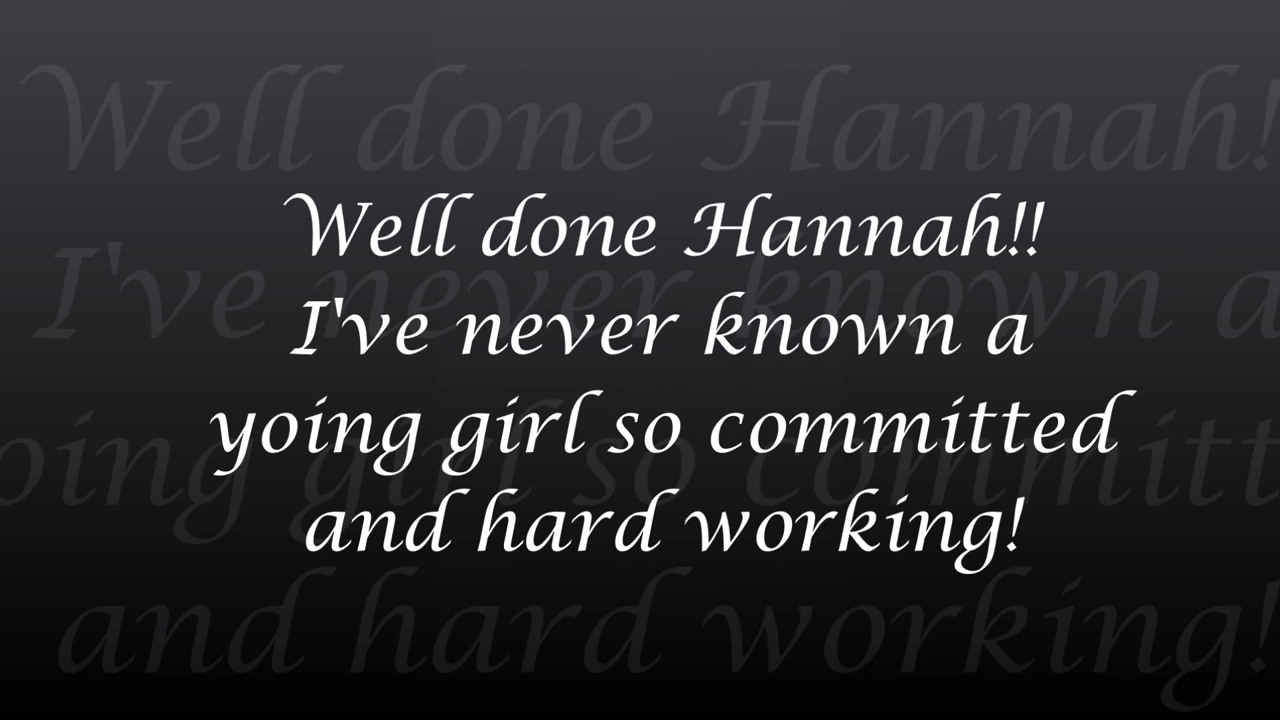 Well done Hannah!!
I've never known a
yoing girl so committed
and hard working!